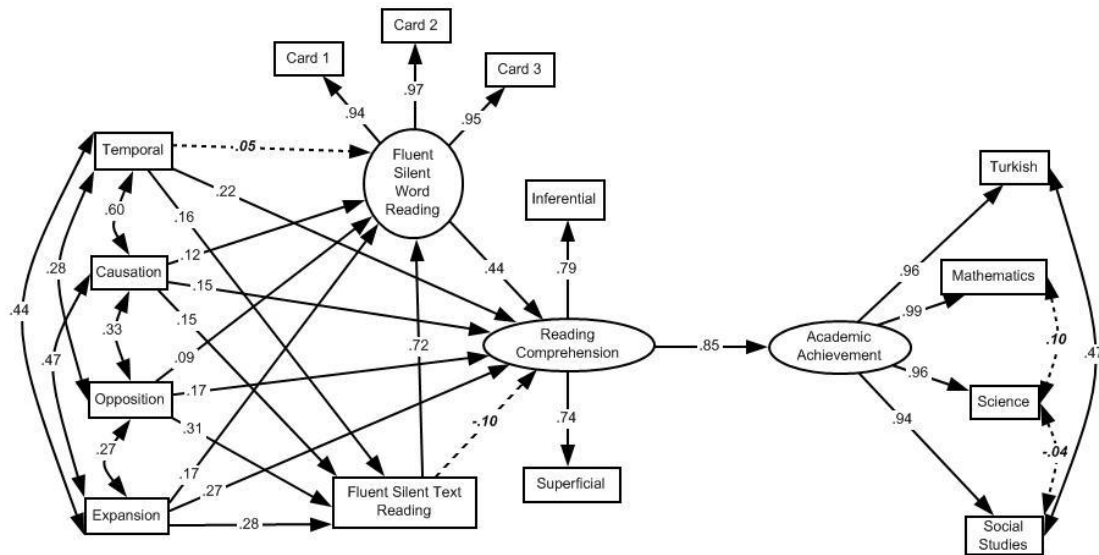 Card 2
Card 1
Card 3
.94
.97
.95
Temporal
.05
Fluent
Silent
Word
Reading
Turkish
.22
Inferential
.60
.16
.12
.44
.79
.96
Causation
.28
.15
Mathematics
.99
.44
.33
.15
.47
.09
.72
Reading
Comprehension
.85
Academic
Achievement
.10
.47
.96
Opposition
.17
-.10
.74
.94
Science
.31
.27
.17
.27
-.04
Fluent Silent Text
Reading
Superficial
Expansion
.28
Social
Studies